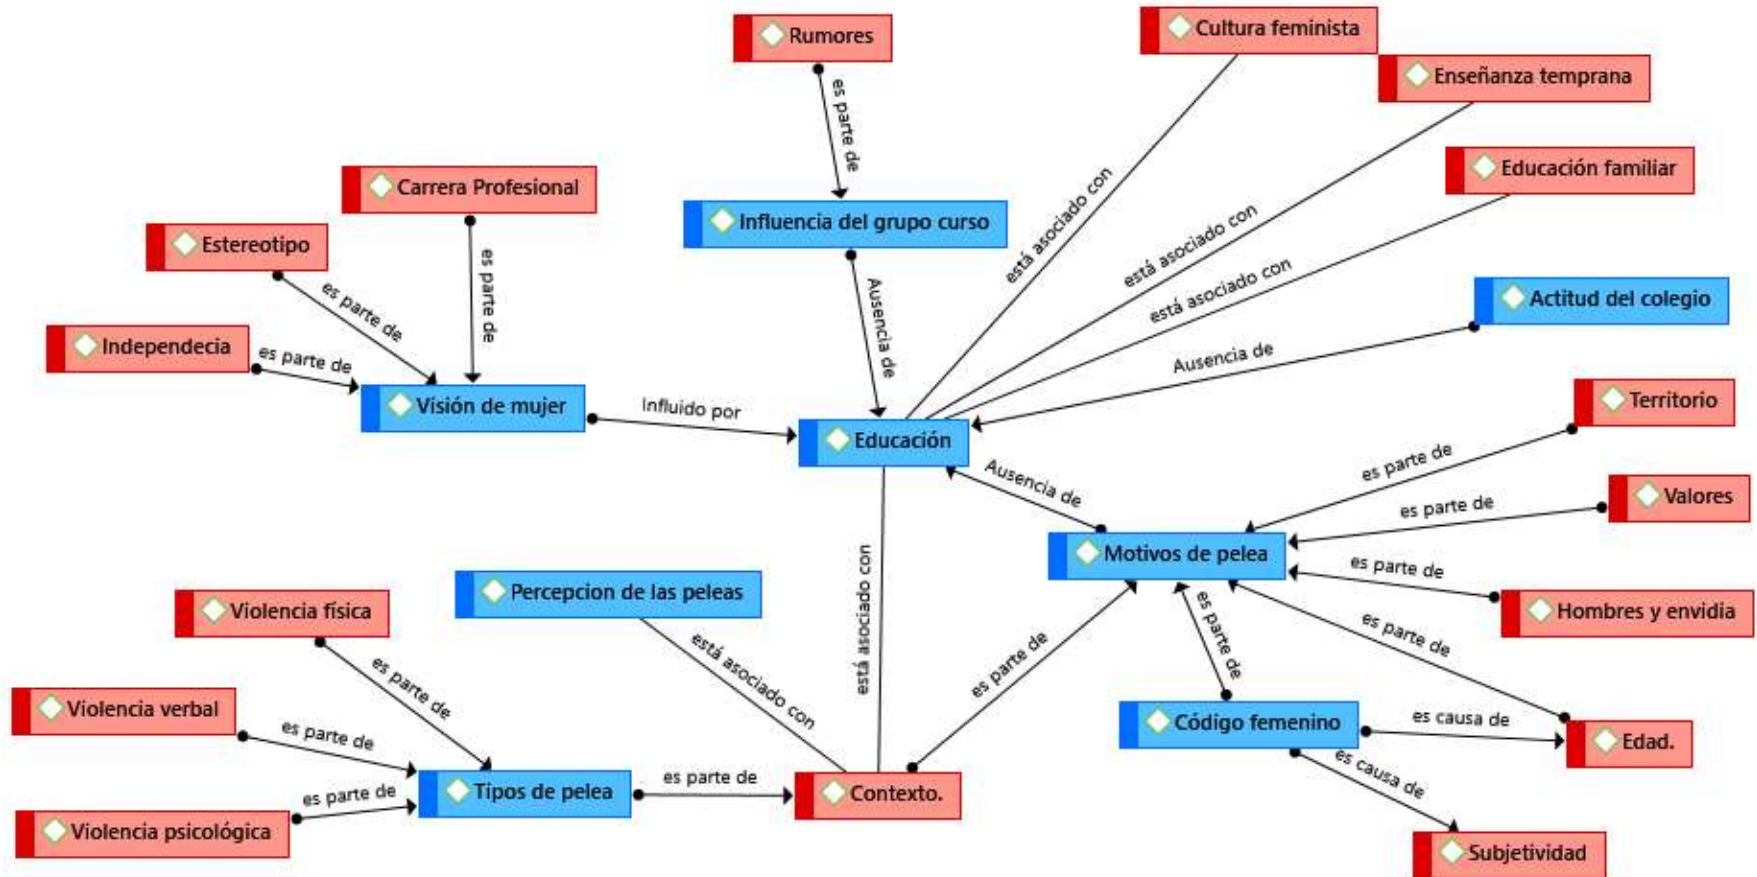 Rumores
Cultura feminista
Enseñanza temprana
es parte de
Educación familiar
Carrera Profesional
está asociado con
Influencia del grupo curso
Estereotipo
está asociado con
es parte de
está asociado con
Actitud del colegio
es parte de
Ausencia de
Independecia
es parte de
Ausencia de
Territorio
Visión de mujer
Influido por
Educación
es parte de
Ausencia de
Valores
es parte de
Motivos de pelea
está asociado con
es parte de
Percepcion de las peleas
Violencia física
Hombres y envidia
es parte de
es parte de
está asociado con
es parte de
es parte de
Violencia verbal
Código femenino
es causa de
es parte de
Edad.
es causa de
Tipos de pelea
es parte de
Contexto.
es parte de
Violencia psicológica
Subjetividad